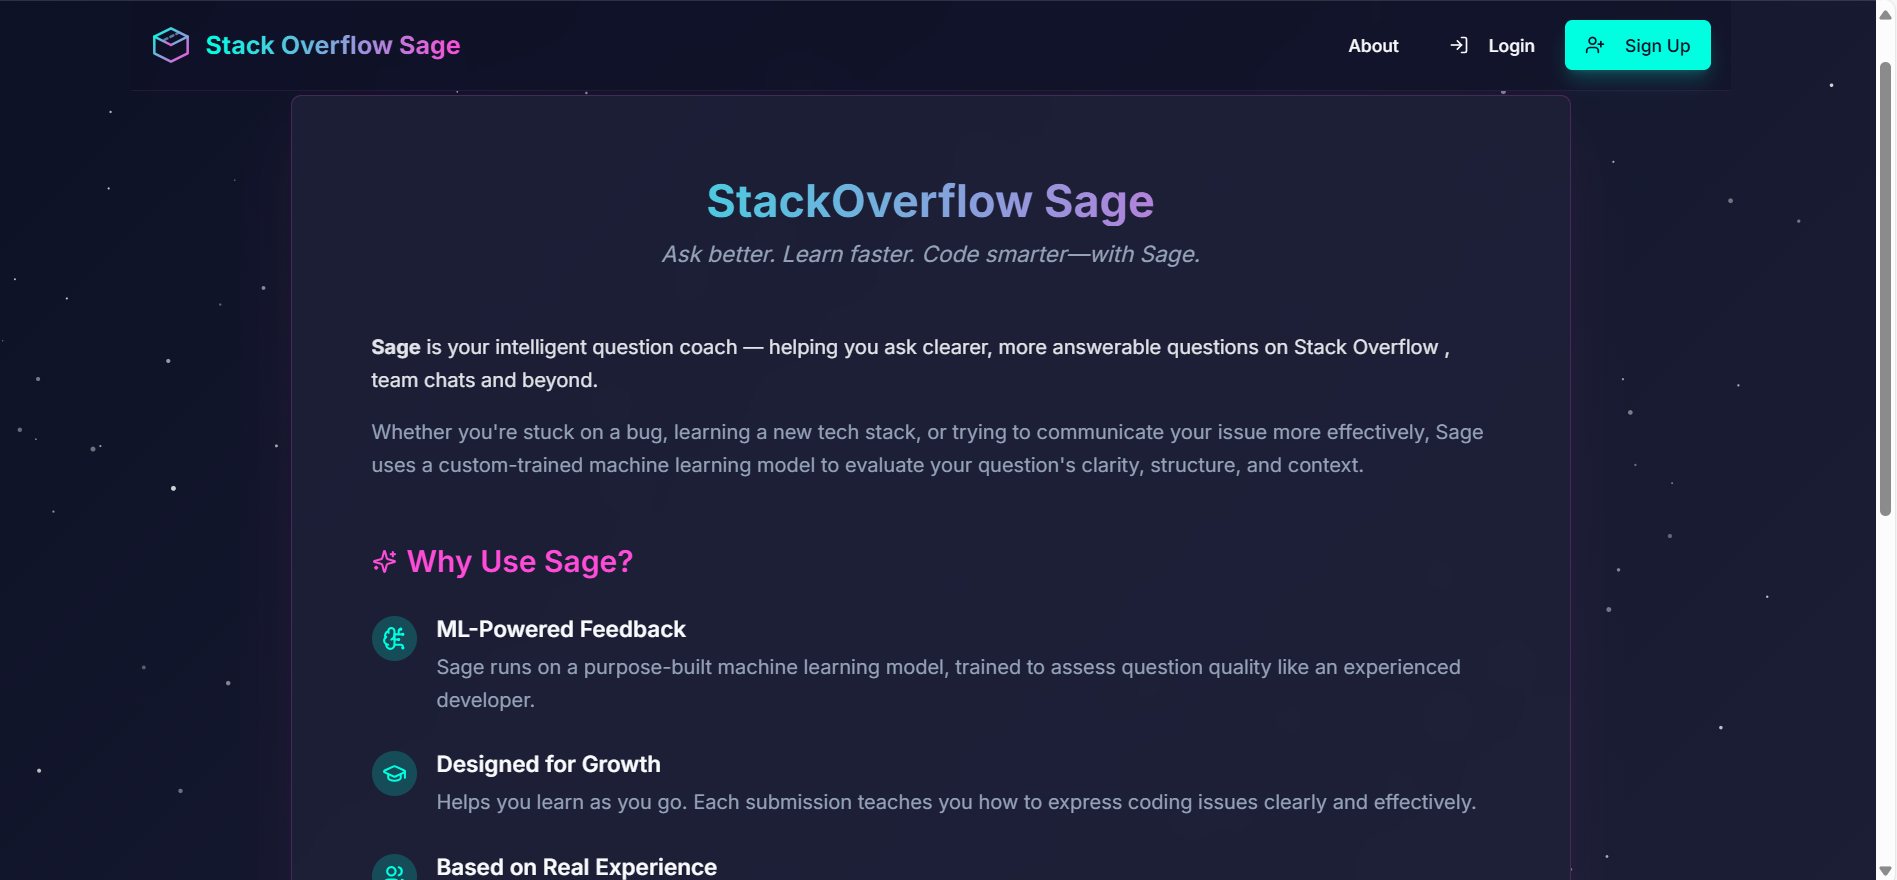 Stack Overflow Sage
About
Login
Sign Up
StackOverflow Sage
Ask better. Learn faster. Code smarter—with Sage.
Sage is your intelligent question coach — helping you ask clearer, more answerable questions on Stack Overflow ,
team chats and beyond.
Whether you're stuck on a bug, learning a new tech stack, or trying to communicate your issue more effectively, Sage
uses a custom-trained machine learning model to evaluate your question's clarity, structure, and context.
Why Use Sage?
ML-Powered Feedback
Sage runs on a purpose-built machine learning model, trained to assess question quality like an experienced
developer.
Designed for Growth
Helps you learn as you go. Each submission teaches you how to express coding issues clearly and effectively.
Based on Real Experience